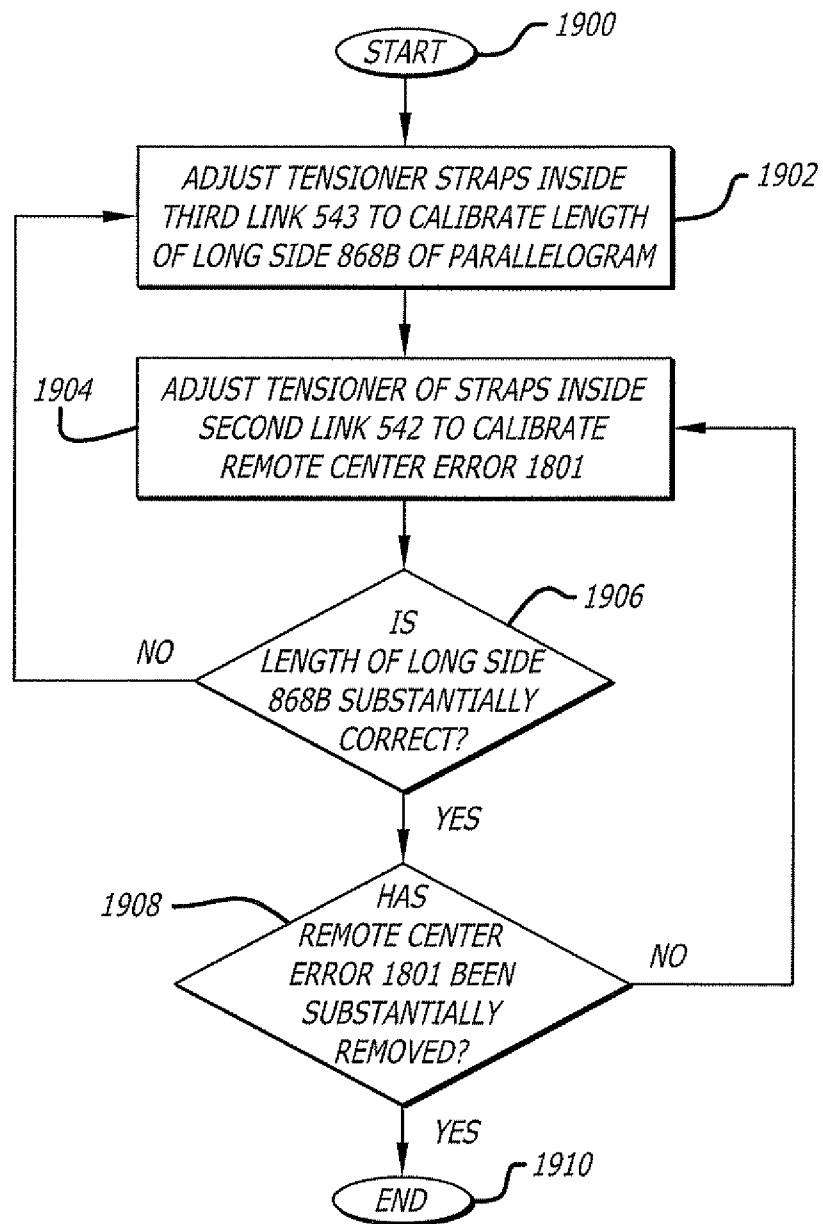 START
1900
ADJUST TENSIONER STRAPS INSIDE
THIRD LINK 543 TO CALIBRATE LENGTH
OF LONG SIDE 868B OF PARALLELOGRAM
1902
1904
ADJUST TENSIONER OF STRAPS INSIDE
SECOND LINK 542 TO CALIBRATE
REMOTE CENTER ERROR 1801
1906
IS
LENGTH OF LONG SIDE
868B SUBSTANTIALLY
CORRECT?
NO
YES
1908
HAS
REMOTE CENTER
ERROR 1801 BEEN
SUBSTANTIALLY
REMOVED?
NO
YES
END
1910